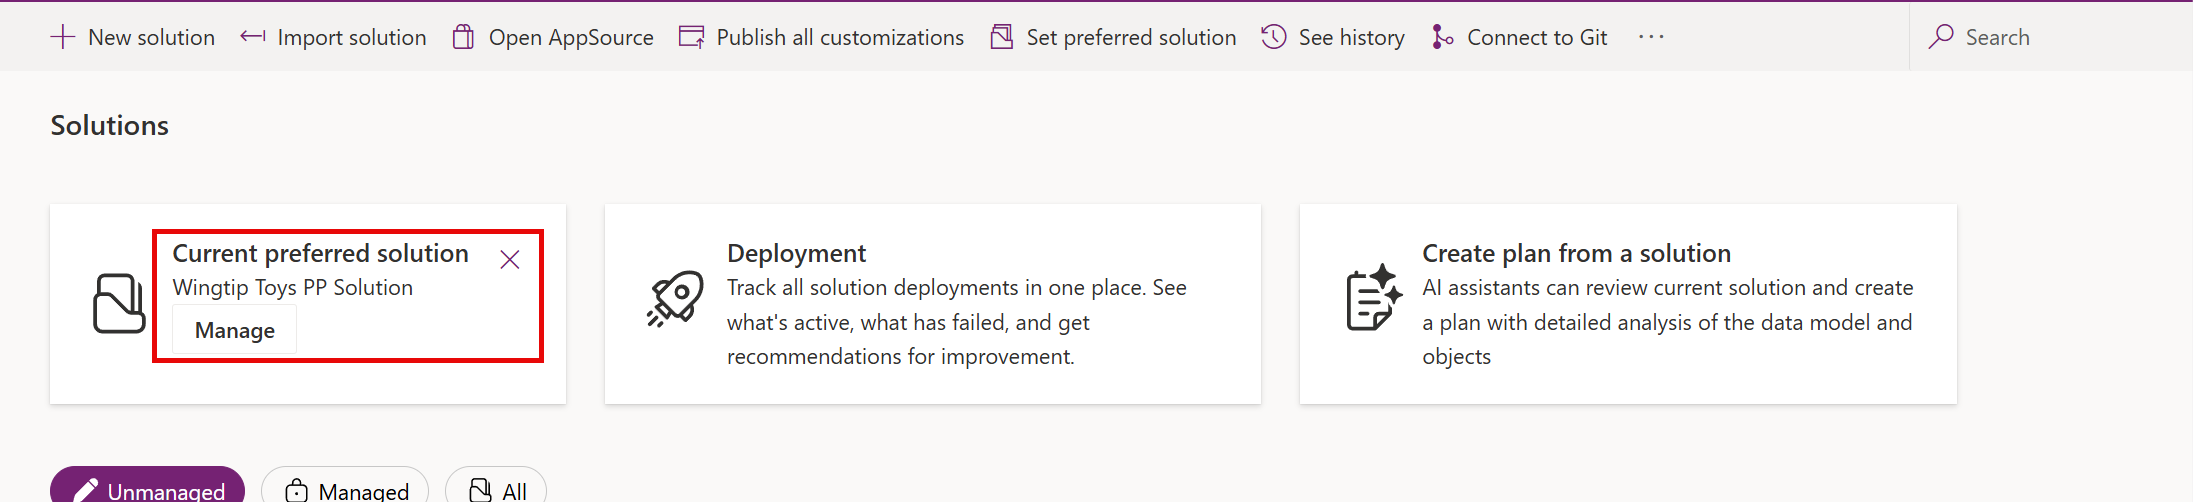 New solution Import solution Open AppSource Publish all customizations Set preferred solution See history Connect to Git ... Search
Solutions
Current preferred solution
Wingtip Toys PP Solution
Manage
Deployment
Track all solution deployments in one place. See
what's active, what has failed, and get
recommendations for improvement.
Create plan from a solution
AI assistants can review current solution and create
a plan with detailed analysis of the data model and
objects
Unmanaged Managed All